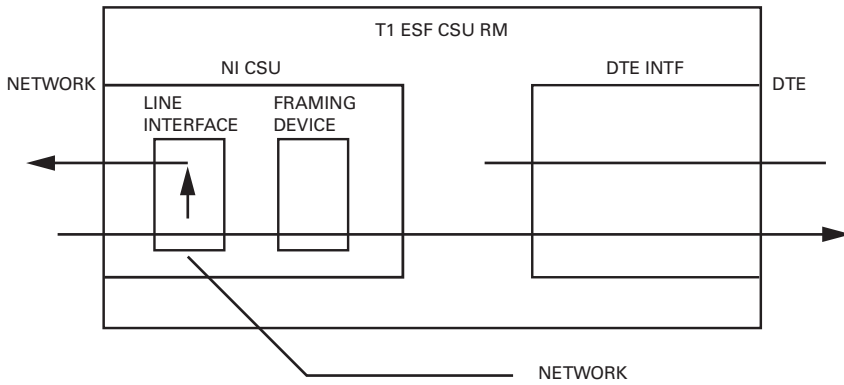 T1 ESF CSU RM
NI CSU
DTE INTF
NETWORK
DTE
LINE
INTERFACE
FRAMING
DEVICE
NETWORK